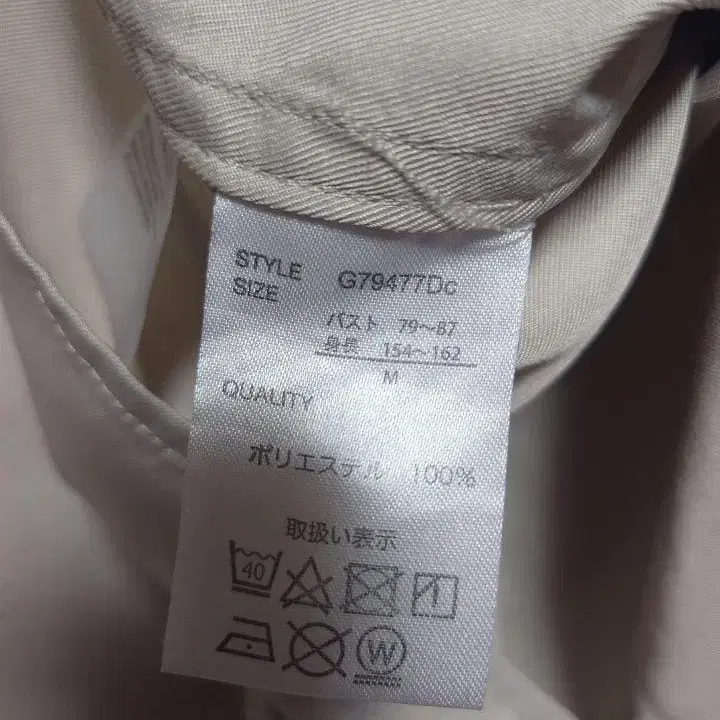 STYLE G79477Dc
SIZE
バスト 79～87
身長 154～162
M
QUALITY
ポリエステル 100%
取扱い表示
40
W